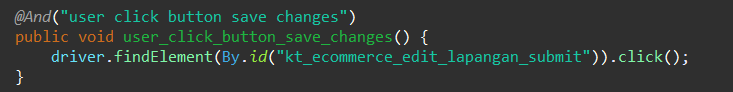 @And("user click button save changes")
public void user_click_button_save_changes() {
    driver.findElement(By.id("kt_ecommerce_edit_lapangan_submit")).click();
}